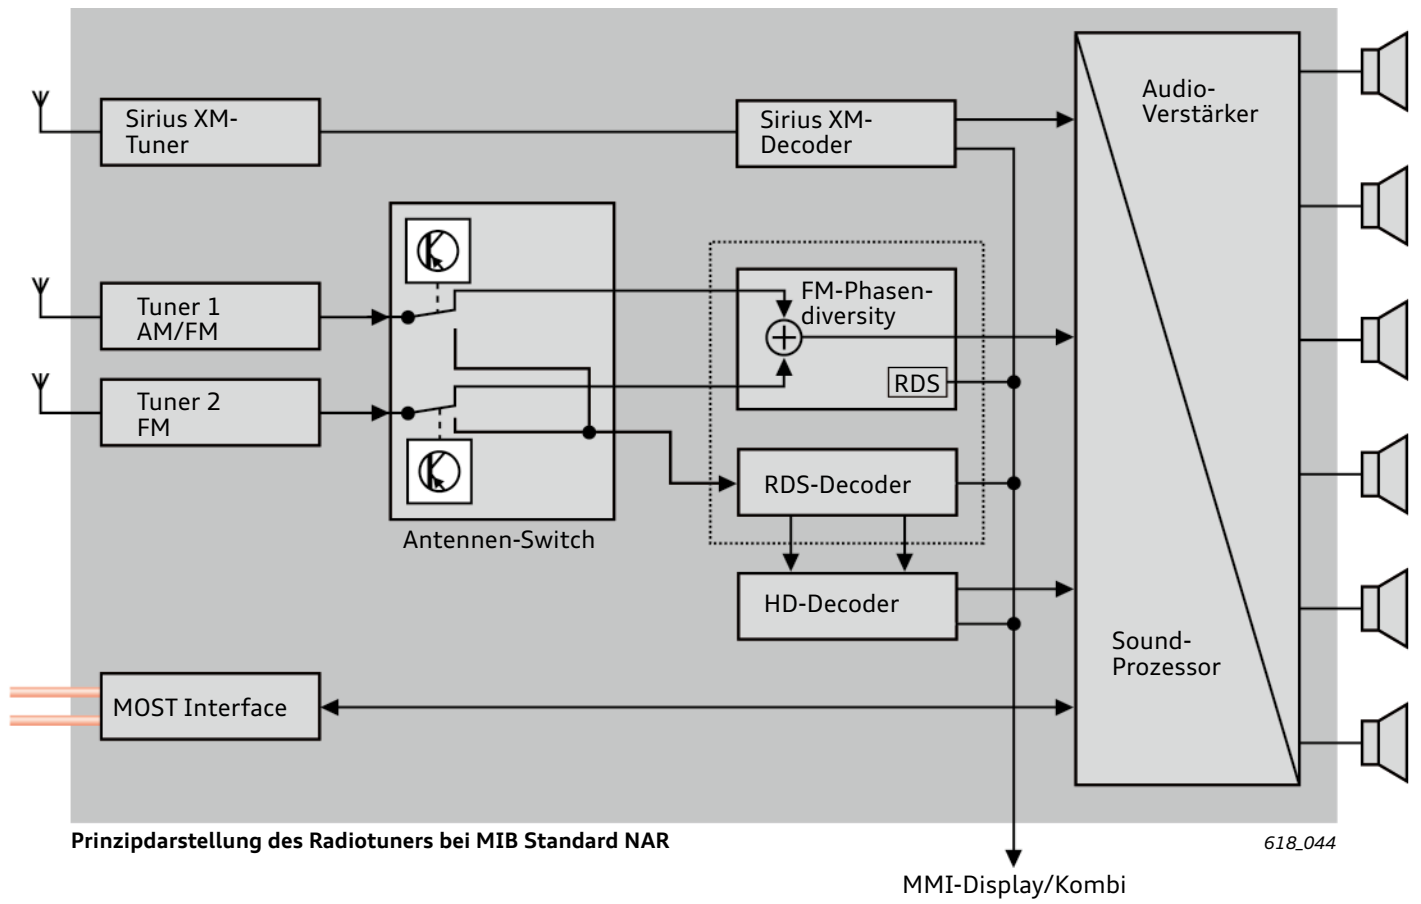 Sirius XM-
Tuner
Sirius XM-
Decoder
Audio-
Verstärker
Tuner 1
AM/FM
FM-Phasen-
diversity
RDS
Tuner 2
FM
RDS-Decoder
Antennen-Switch
HD-Decoder
Sound-
Prozessor
MOST Interface
Prinzipdarstellung des Radiotuners bei MIB Standard NAR
618_044
MMI-Display/Kombi